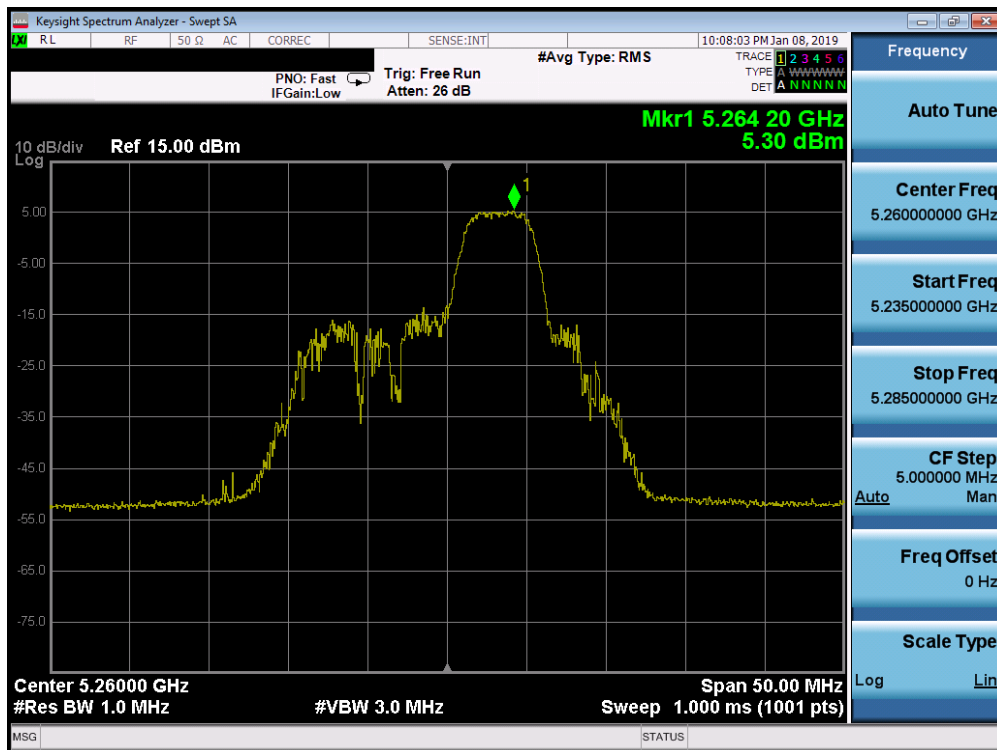 Keysight Spectrum Analyzer - Swept SA
LXI RL RF 50 Ω AC CORREC SENSE:INT 10:08:03 PM Jan 08, 2019
#Avg Type: RMS
TRACE 1 2 3 4 5 6
TYPE A WWWWWW
DET A N N N N N
PNO: Fast
IFGain:Low
Trig: Free Run
Atten: 26 dB
Mkr1 5.264 20 GHz
5.30 dBm
10 dB/div
Log
Ref 15.00 dBm
1
5.00
-5.00
-15.0
-25.0
-35.0
-45.0
-55.0
-65.0
-75.0
Center 5.26000 GHz
Span 50.00 MHz
#Res BW 1.0 MHz
#VBW 3.0 MHz
Sweep 1.000 ms (1001 pts)
MSG
STATUS
Frequency
Auto Tune
Center Freq
5.260000000 GHz
Start Freq
5.235000000 GHz
Stop Freq
5.285000000 GHz
CF Step
5.000000 MHz
Auto Man
Freq Offset
0 Hz
Scale Type
Log Lin